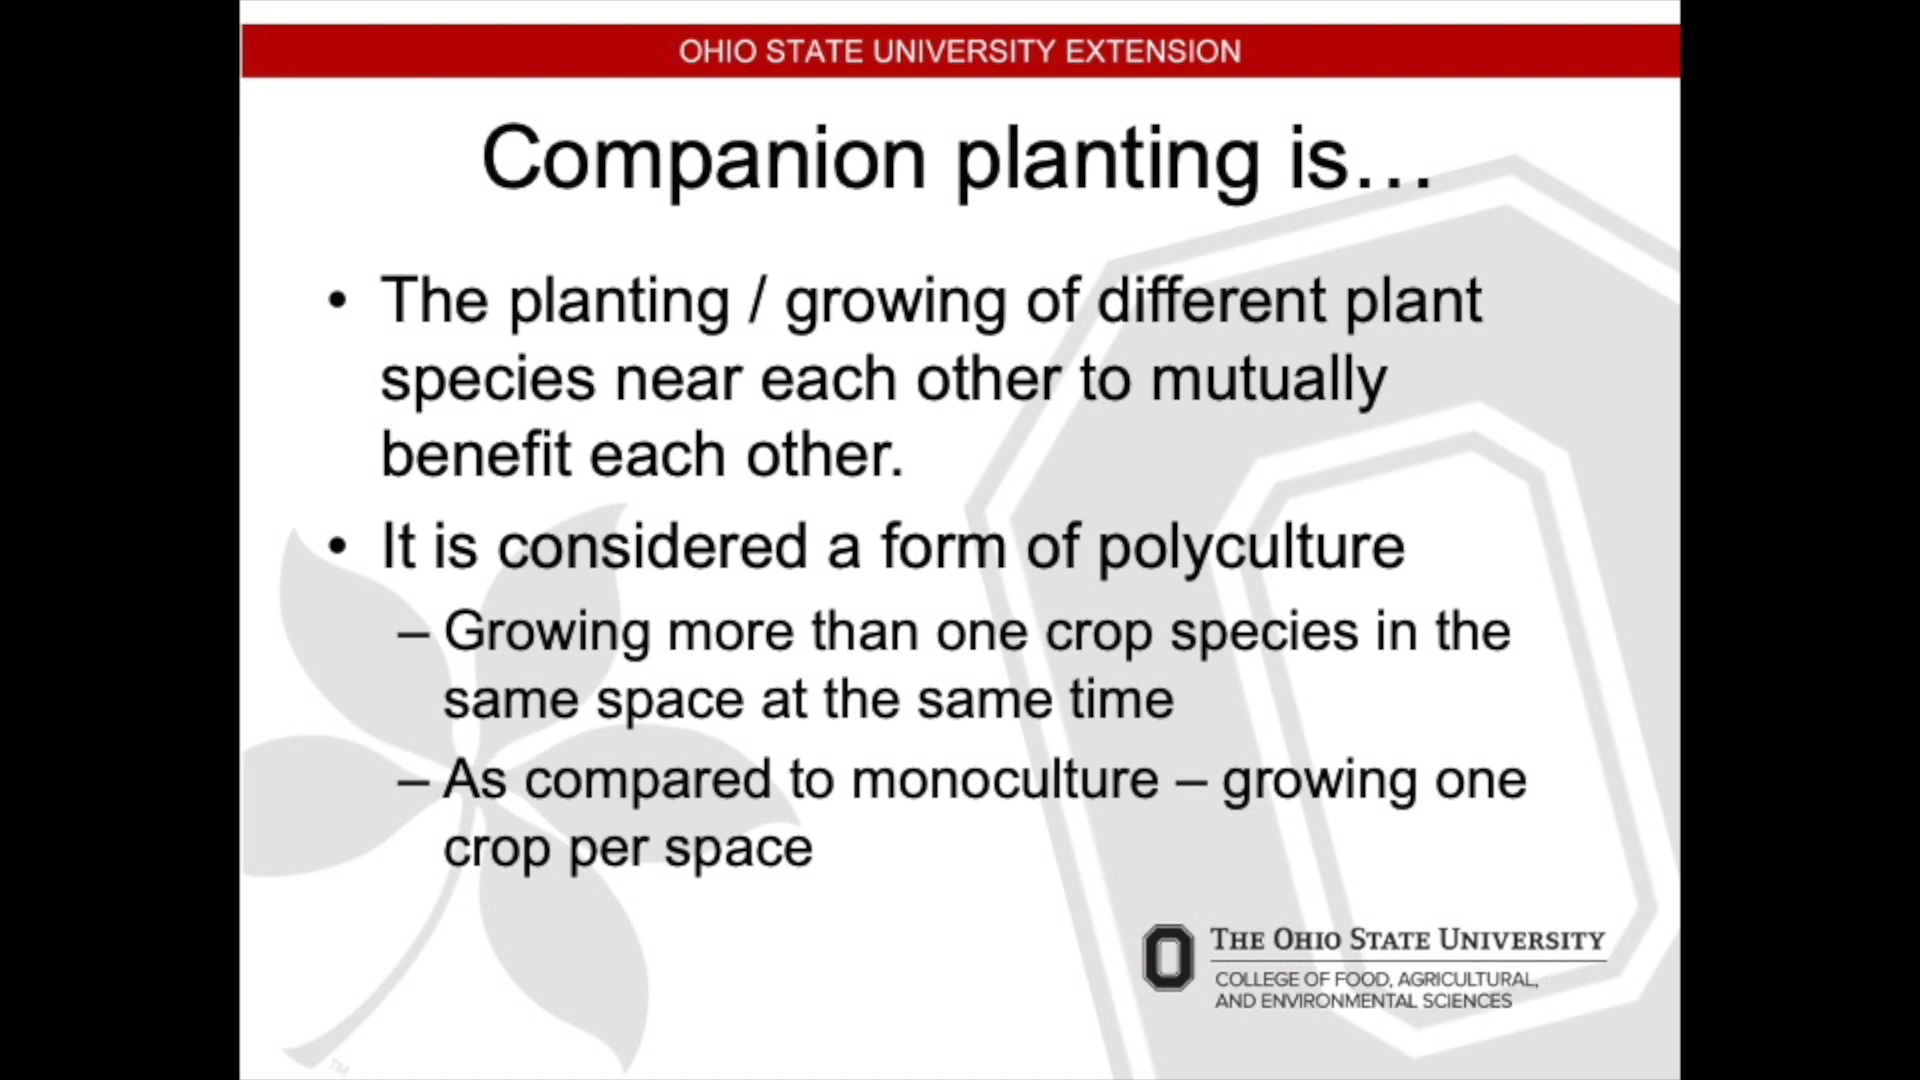 OHIO STATE UNIVERSITY EXTENSION
Companion planting is…
• The planting / growing of different plant
species near each other to mutually
benefit each other.
• It is considered a form of polyculture
– Growing more than one crop species in the
same space at the same time
– As compared to monoculture – growing one
crop per space
THE OHIO STATE UNIVERSITY
COLLEGE OF FOOD, AGRICULTURAL,
AND ENVIRONMENTAL SCIENCES
TM